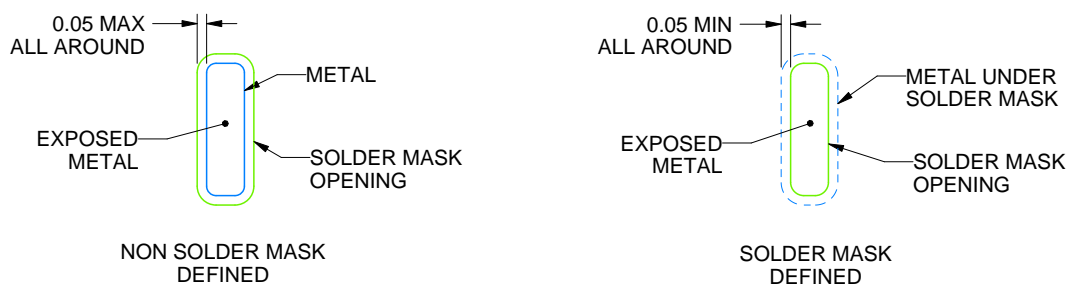 0.05 MAX
ALL AROUND
METAL
EXPOSED
METAL
SOLDER MASK
OPENING
NON SOLDER MASK
DEFINED
0.05 MIN
ALL AROUND
METAL UNDER
SOLDER MASK
EXPOSED
METAL
SOLDER MASK
OPENING
SOLDER MASK
DEFINED